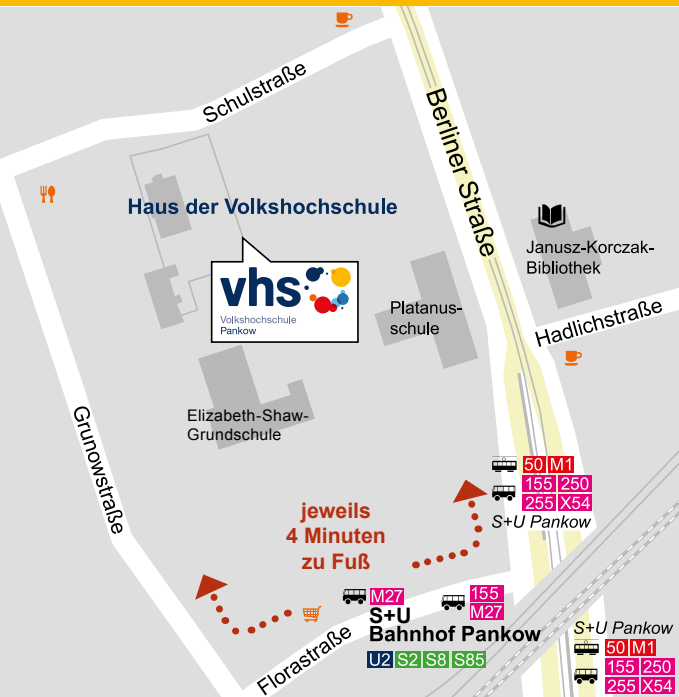 Schulstraße
Berliner Straße
Haus der Volkshochschule
vhs
Volkshochschule
Pankow
Janusz-Korczak-
Bibliothek
Platanus-
schule
Hadlichstraße
Elizabeth-Shaw-
Grundschule
Grunowstraße
50 M1
155 250
255 X54
S+U Pankow
jeweils
4 Minuten
zu Fuß
M27
155
M27
S+U
Bahnhof Pankow
U2 S2 S8 S85
Florastraße
S+U Pankow
50 M1
155 250
255 X54